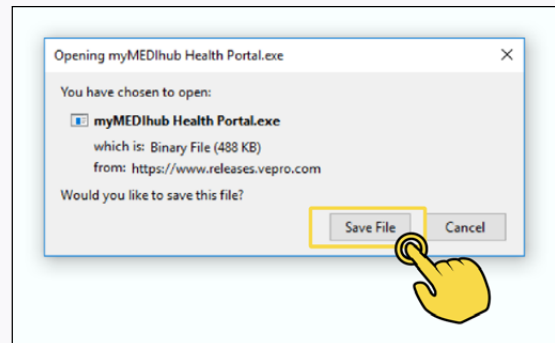 Opening myMEDIhub Health Portal.exe
You have chosen to open:
myMEDIhub Health Portal.exe
which is: Binary File (488 KB)
from: https://www.releases.vepro.com
Would you like to save this file?
Save File Cancel